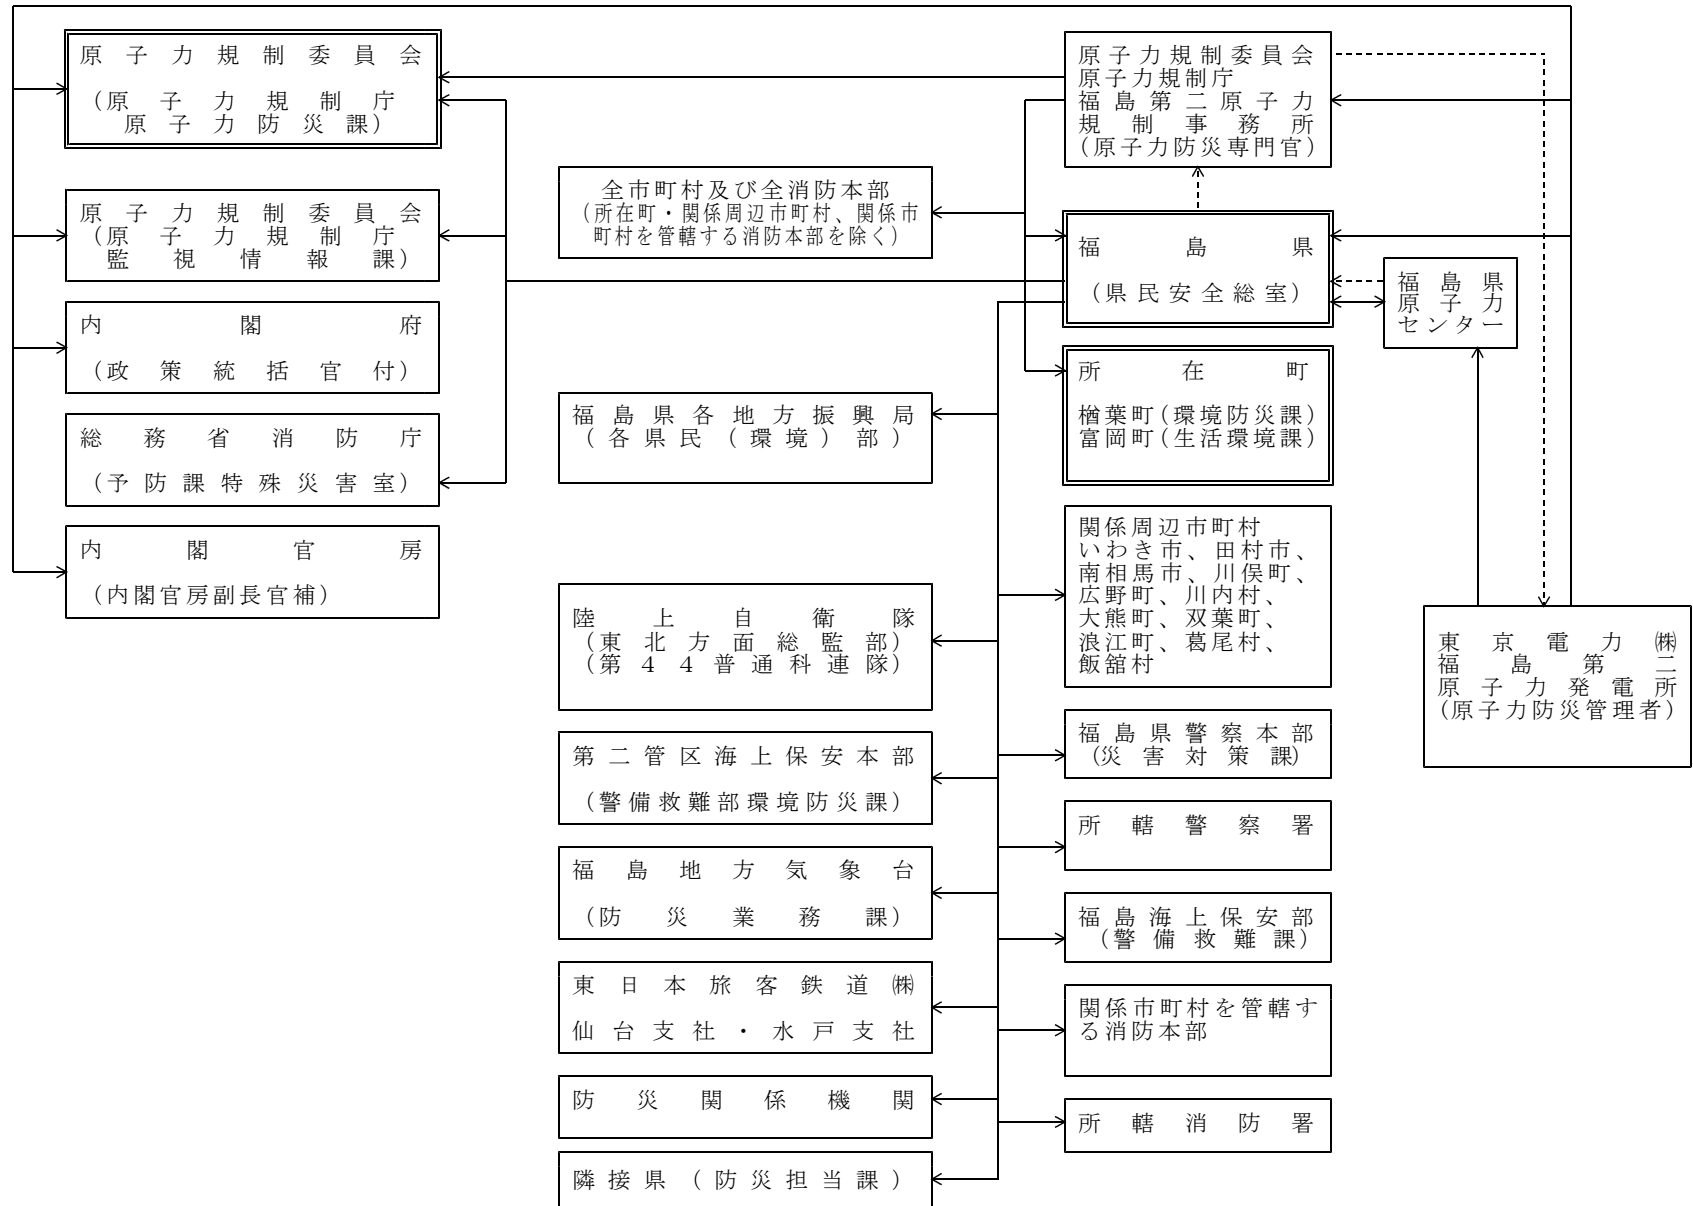 原子力規制委員会
（原子力規制庁
原子力防災課）
原子力規制委員会
（原子力規制庁
監視情報課）
内閣府
（政策統括官付）
総務省消防庁
（予防課特殊災害室）
内閣官房
（内閣官房副長官補）
全市町村及び全消防本部
（所在町・関係周辺市町村、関係市
町村を管轄する消防本部を除く）
福島県各地方振興局
（各県民（環境）部）
陸上自衛隊
（東北方面総監部）
（第４４普通科連隊）
第二管区海上保安本部
（警備救難部環境防災課）
福島地方気象台
（防災業務課）
東日本旅客鉄道㈱
仙台支社・水戸支社
防災関係機関
隣接県（防災担当課）
原子力規制委員会
原子力規制庁
福島第二原子力
規制事務所
（原子力防災専門官）
福島県
（県民安全総室）
所在町
楢葉町（環境防災課）
富岡町（生活環境課）
関係周辺市町村
いわき市、田村市、
南相馬市、川俣町、
広野町、川内村、
大熊町、双葉町、
浪江町、葛尾村、
飯舘村
福島県警察本部
（災害対策課）
所轄警察署
福島海上保安部
（警備救難課）
関係市町村を管轄す
る消防本部
所轄消防署
福島県
原子力
センター
東京電力㈱
福島第二
原子力発電所
（原子力防災管理者）